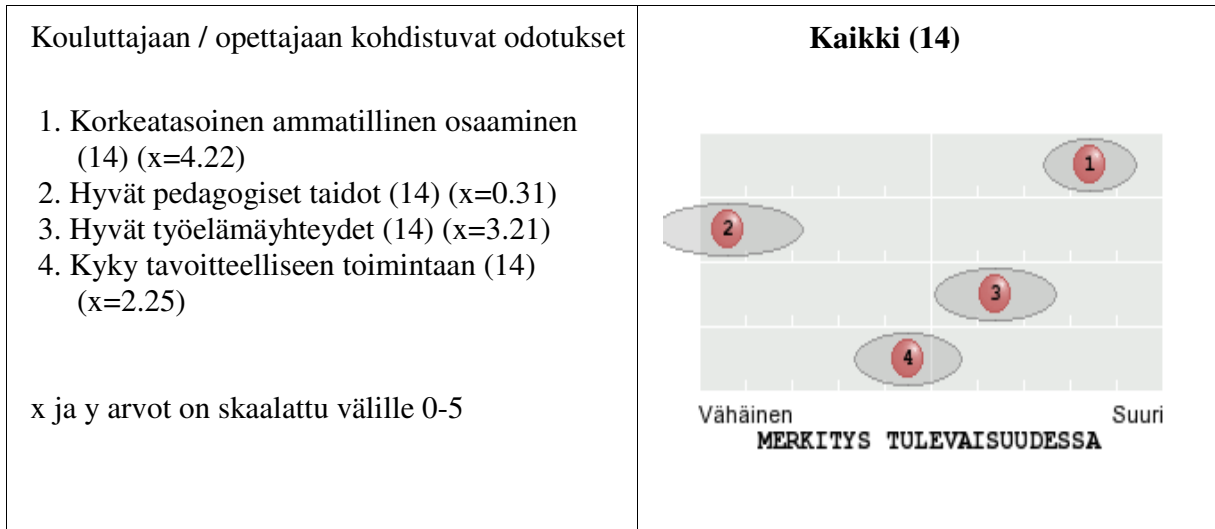 Kouluttajaan / opettajaan kohdistuvat odotukset
1. Korkeatasoinen ammatillinen osaaminen
(14) (x=4.22)
2. Hyvät pedagogiset taidot (14) (x=0.31)
3. Hyvät työelämäyhteydet (14) (x=3.21)
4. Kyky tavoitteelliseen toimintaan (14)
(x=2.25)
x ja y arvot on skaalattu välille 0-5
Kaikki (14)
1
2
3
4
Vähäinen Suuri
MERKITYS TULEVAISUUDESSA